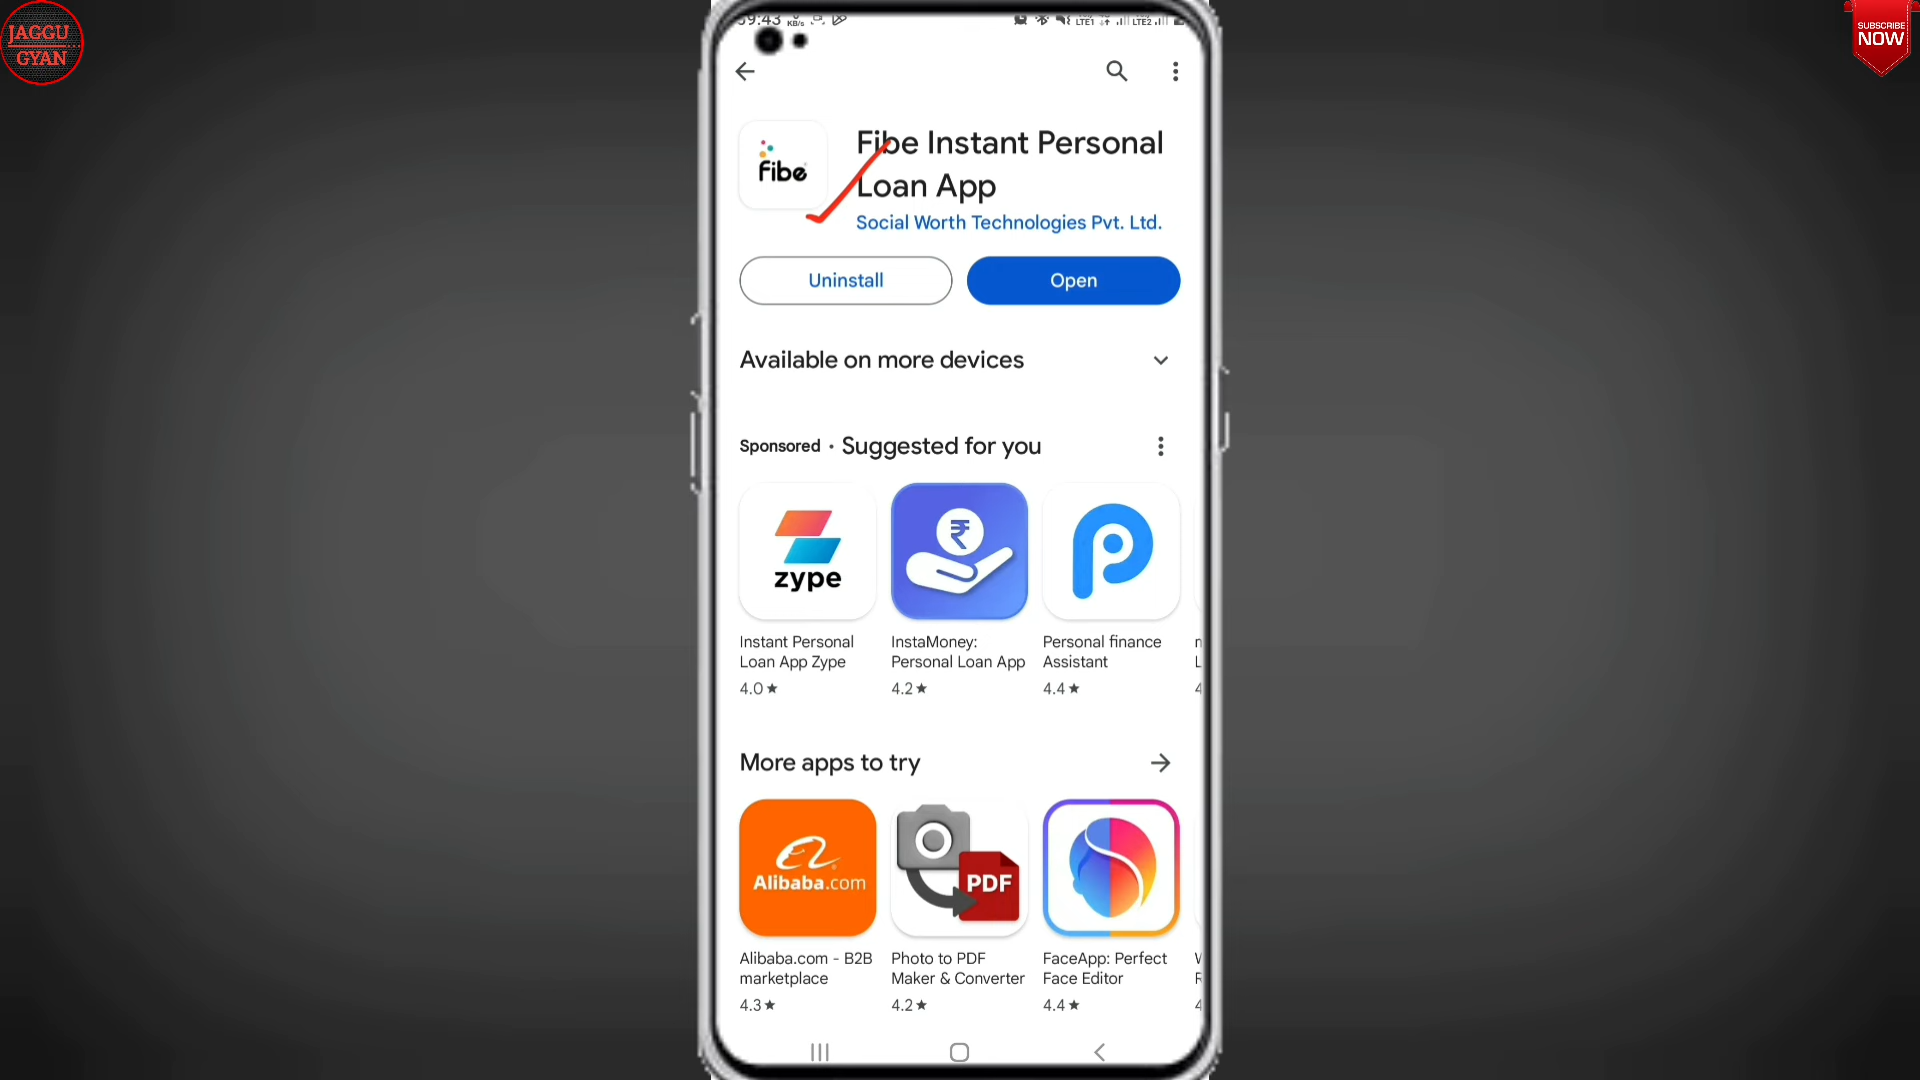 JAGGU
GYAN
SUBSCRIBE
NOW
KB/s
LTE1
LTE2
fibe
Fibe Instant Personal
Loan App
Social Worth Technologies Pvt. Ltd.
Uninstall
Open
Available on more devices
Sponsored • Suggested for you
zype
₹
Instant Personal
Loan App Zype
4.0★
InstaMoney:
Personal Loan App
4.2★
Personal finance
Assistant
4.4★
More apps to try
Alibaba.com
PDF
Alibaba.com - B2B
marketplace
4.3★
Photo to PDF
Maker & Converter
4.2★
FaceApp: Perfect
Face Editor
4.4★